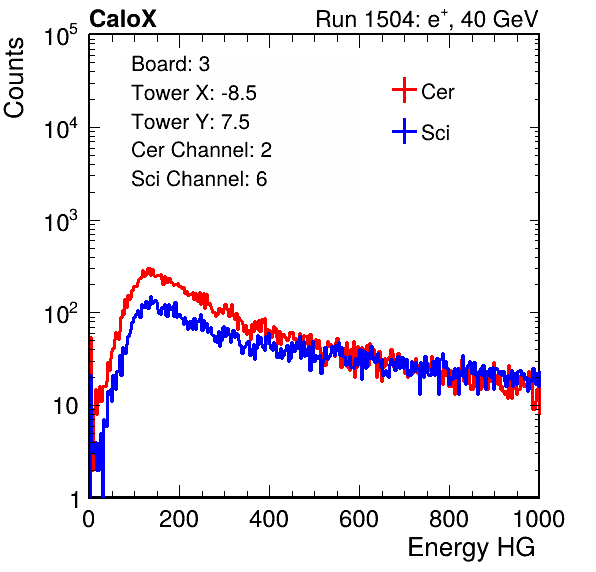 CaloX Run 1504: e+, 40 GeV
Counts
Board: 3
Tower X: -8.5
Tower Y: 7.5
Cer Channel: 2
Sci Channel: 6
Cer
Sci
10^5
10^4
10^3
10^2
10
1
0 200 400 600 800 1000
Energy HG